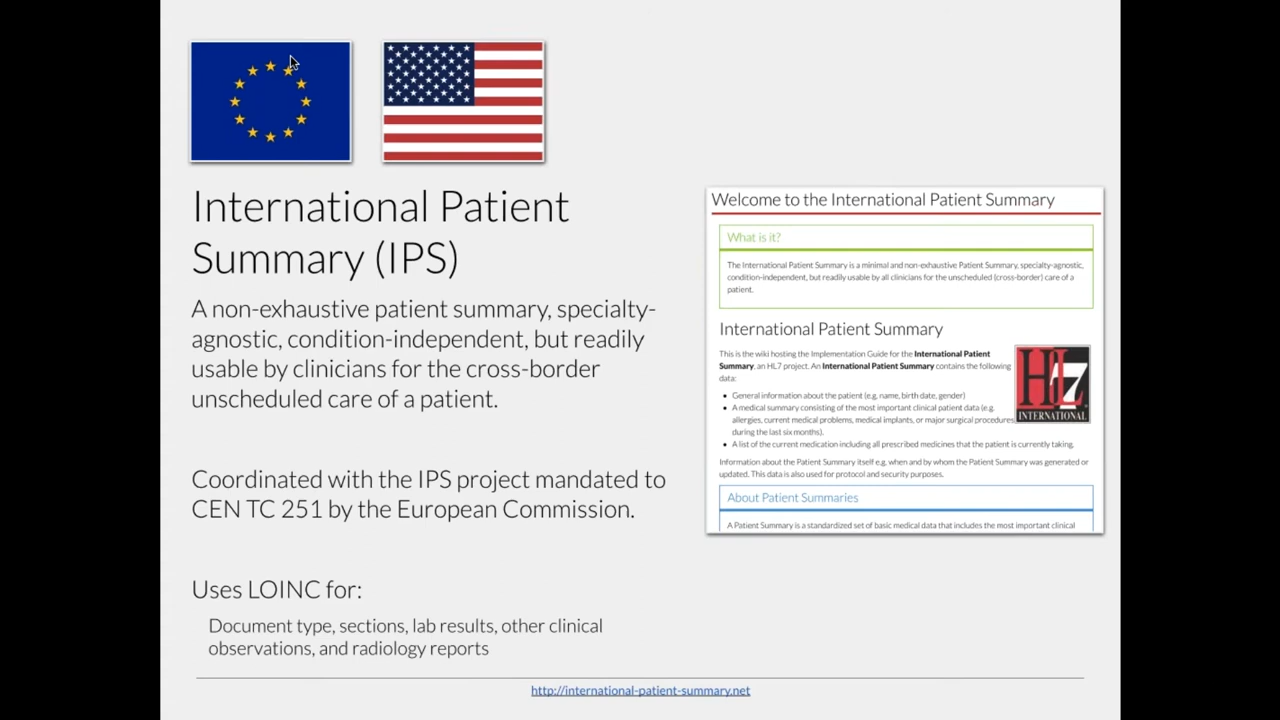 International Patient
Summary (IPS)
A non-exhaustive patient summary, specialty-
agnostic, condition-independent, but readily
usable by clinicians for the cross-border
unscheduled care of a patient.
Coordinated with the IPS project mandated to
CEN TC 251 by the European Commission.
Uses LOINC for:
Document type, sections, lab results, other clinical
observations, and radiology reports
Welcome to the International Patient Summary
What is it?
The International Patient Summary is a minimal and non-exhaustive Patient Summary, specialty-agnostic,
condition-independent, but readily usable by all clinicians for the unscheduled (cross-border) care of a
patient.
International Patient Summary
This is the wiki hosting the Implementation Guide for the International Patient
Summary, an HL7 project. An International Patient Summary contains the following
data:
HL7
INTERNATIONAL
• General information about the patient (e.g. name, birth date, gender)
• A medical summary consisting of the most important clinical patient data (e.g.
allergies, current medical problems, medical implants, or major surgical procedures
during the last six months).
• A list of the current medication including all prescribed medicines that the patient is currently taking.
Information about the Patient Summary itself e.g. when and by whom the Patient Summary was generated or
updated. This data is also used for protocol and security purposes.
About Patient Summaries
A Patient Summary is a standardized set of basic medical data that includes the most important clinical
http://international-patient-summary.net